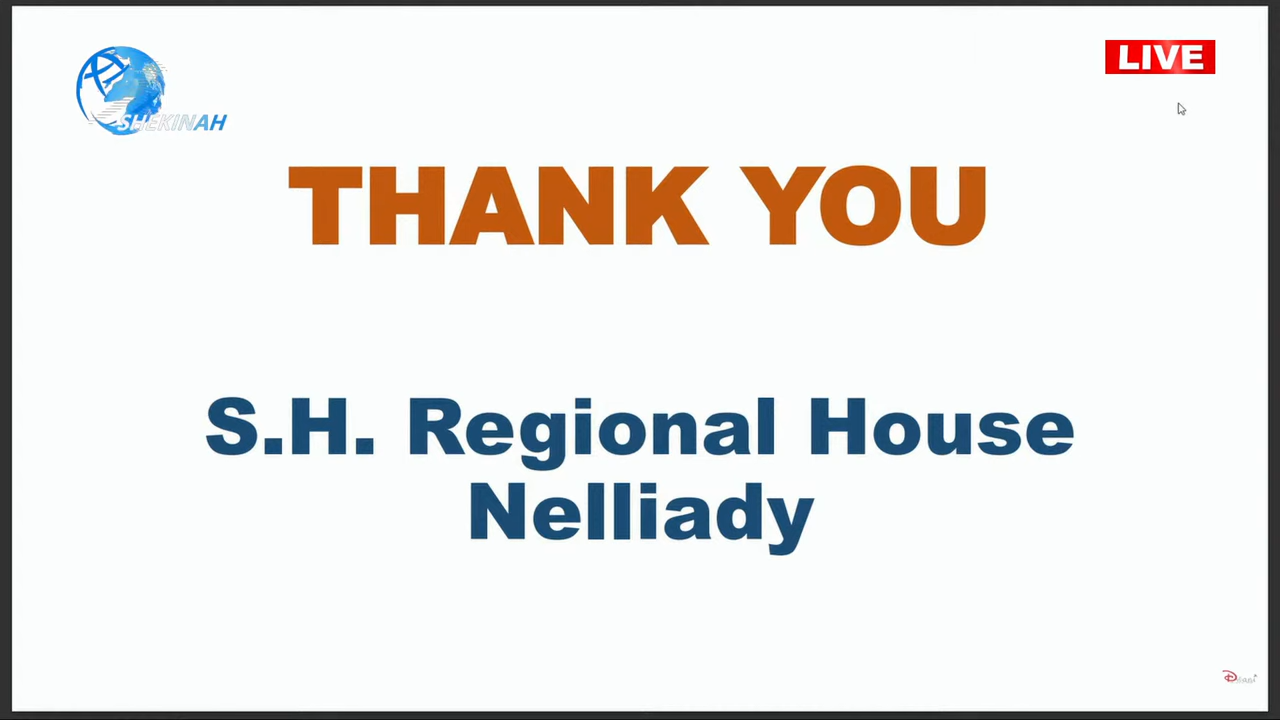 LIVE
SHEKINAH
THANK YOU
S.H. Regional House
Nelliady